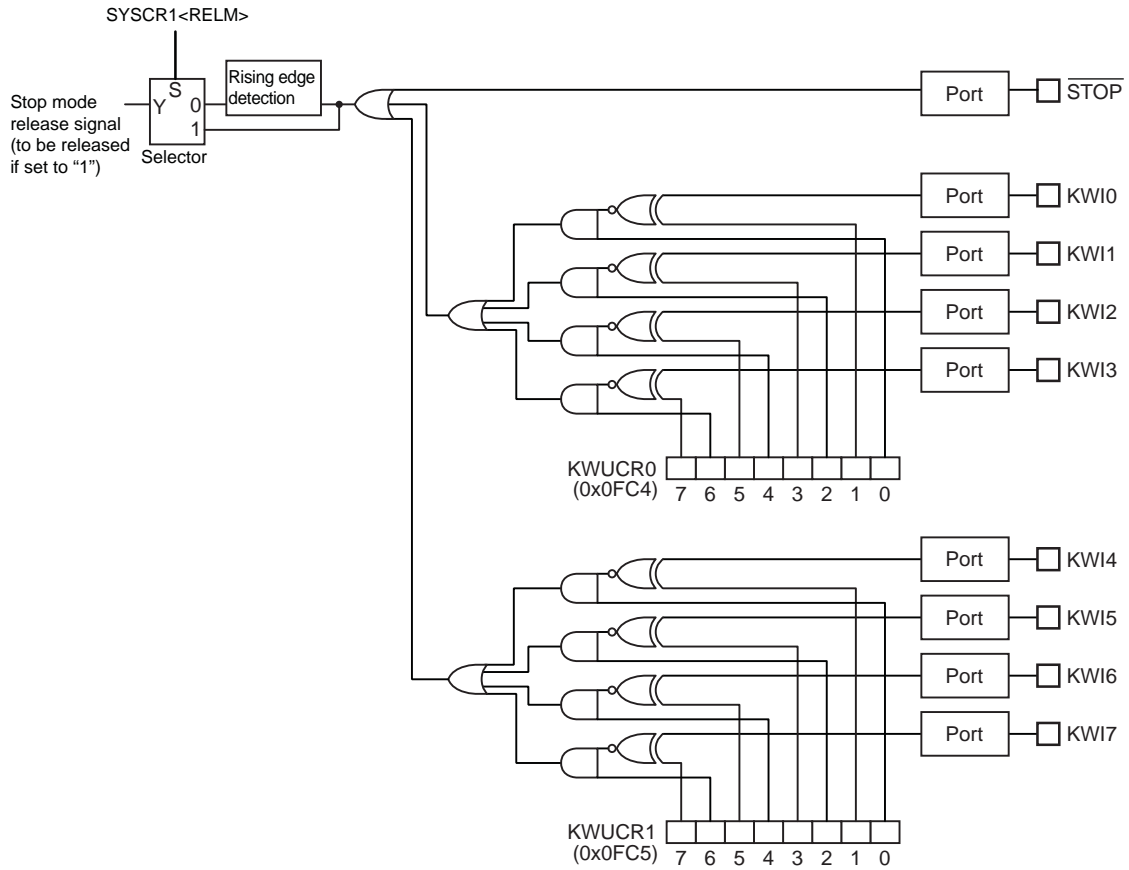 SYSCR1<RELM>
Stop mode
release signal
(to be released
if set to “1”)
S
Y 0
1
Selector
Rising edge
detection
Port STOP
Port KWI0
Port KWI1
Port KWI2
Port KWI3
KWUCR0
(0x0FC4)
7 6 5 4 3 2 1 0
Port KWI4
Port KWI5
Port KWI6
Port KWI7
KWUCR1
(0x0FC5)
7 6 5 4 3 2 1 0